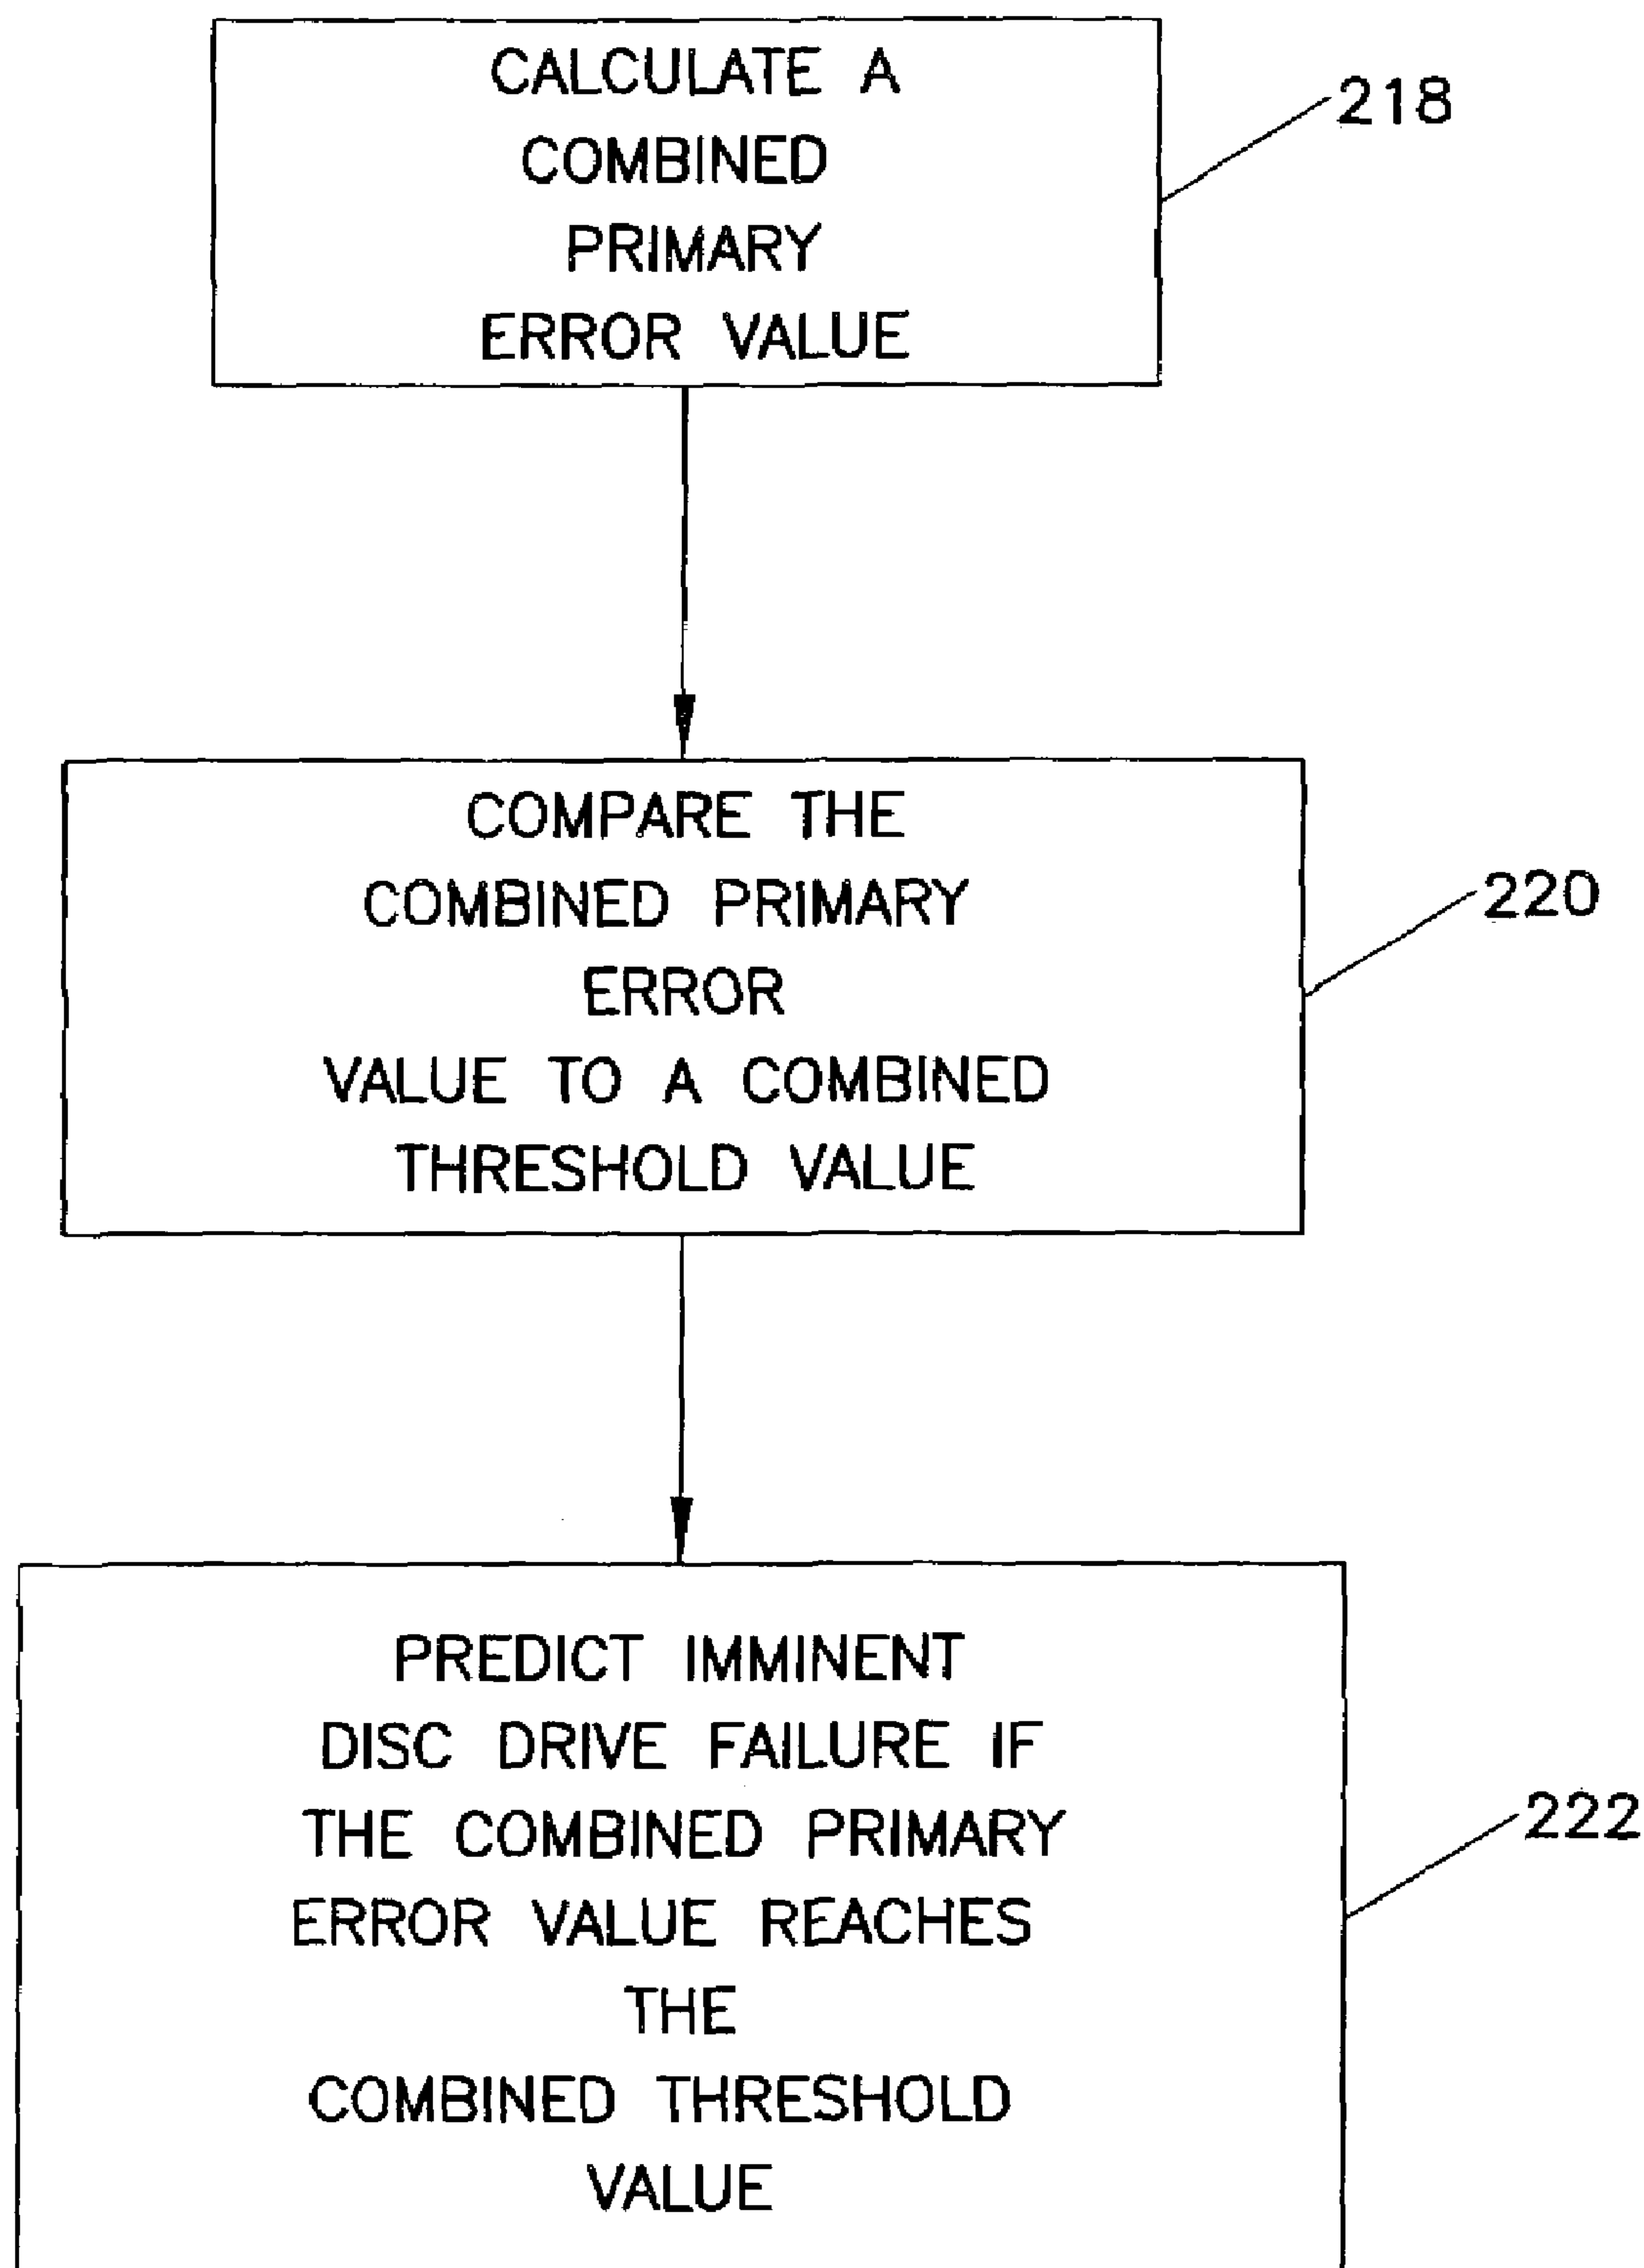 CALCULATE A
COMBINED
PRIMARY
ERROR VALUE
218
COMPARE THE
COMBINED PRIMARY
ERROR
VALUE TO A COMBINED
THRESHOLD VALUE
220
PREDICT IMMINENT
DISC DRIVE FAILURE IF
THE COMBINED PRIMARY
ERROR VALUE REACHES
THE
COMBINED THRESHOLD
VALUE
222